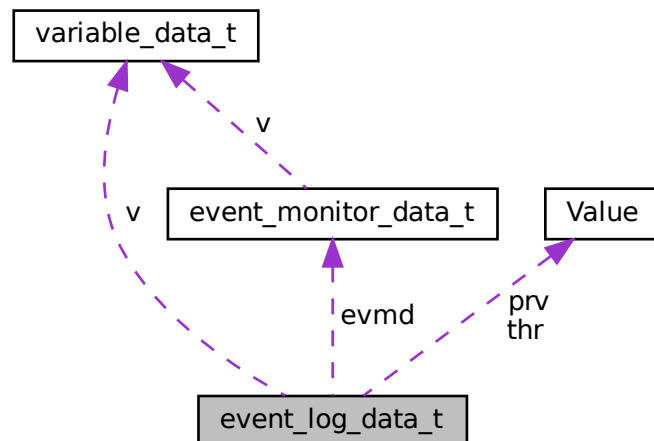 variable_data_t
v
event_monitor_data_t
Value
v
evmd
prv
thr
event_log_data_t